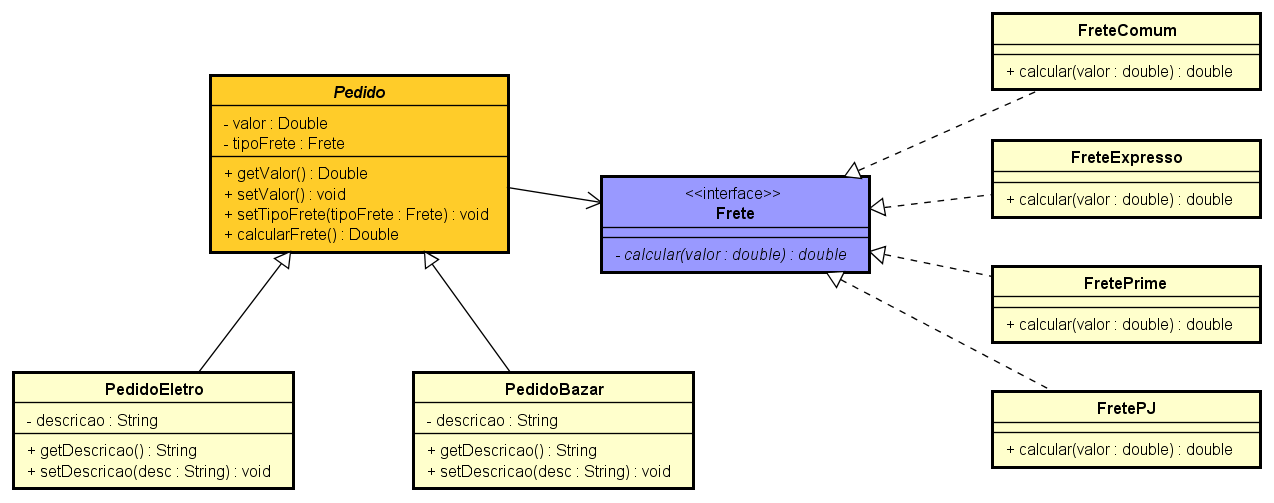 Pedido
- valor : Double
- tipoFrete : Frete
+ getValor() : Double
+ setValor() : void
+ setTipoFrete(tipoFrete : Frete) : void
+ calcularFrete() : Double
PedidoEletro
- descricao : String
+ getDescricao() : String
+ setDescricao(desc : String) : void
PedidoBazar
- descricao : String
+ getDescricao() : String
+ setDescricao(desc : String) : void
<<interface>>
Frete
- calcular(valor : double) : double
FreteComum
+ calcular(valor : double) : double
FreteExpresso
+ calcular(valor : double) : double
FretePrime
+ calcular(valor : double) : double
FretePJ
+ calcular(valor : double) : double